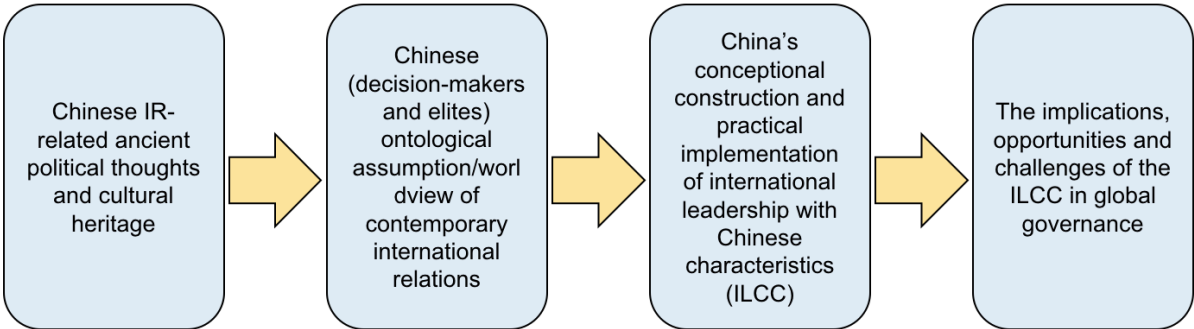 Chinese IR-
related ancient
political thoughts
and cultural
heritage
Chinese
(decision-makers
and elites)
ontological
assumption/worl
dview of
contemporary
international
relations
China's
conceptional
construction and
practical
implementation
of international
leadership with
Chinese
characteristics
(ILCC)
The implications,
opportunities and
challenges of the
ILCC in global
governance